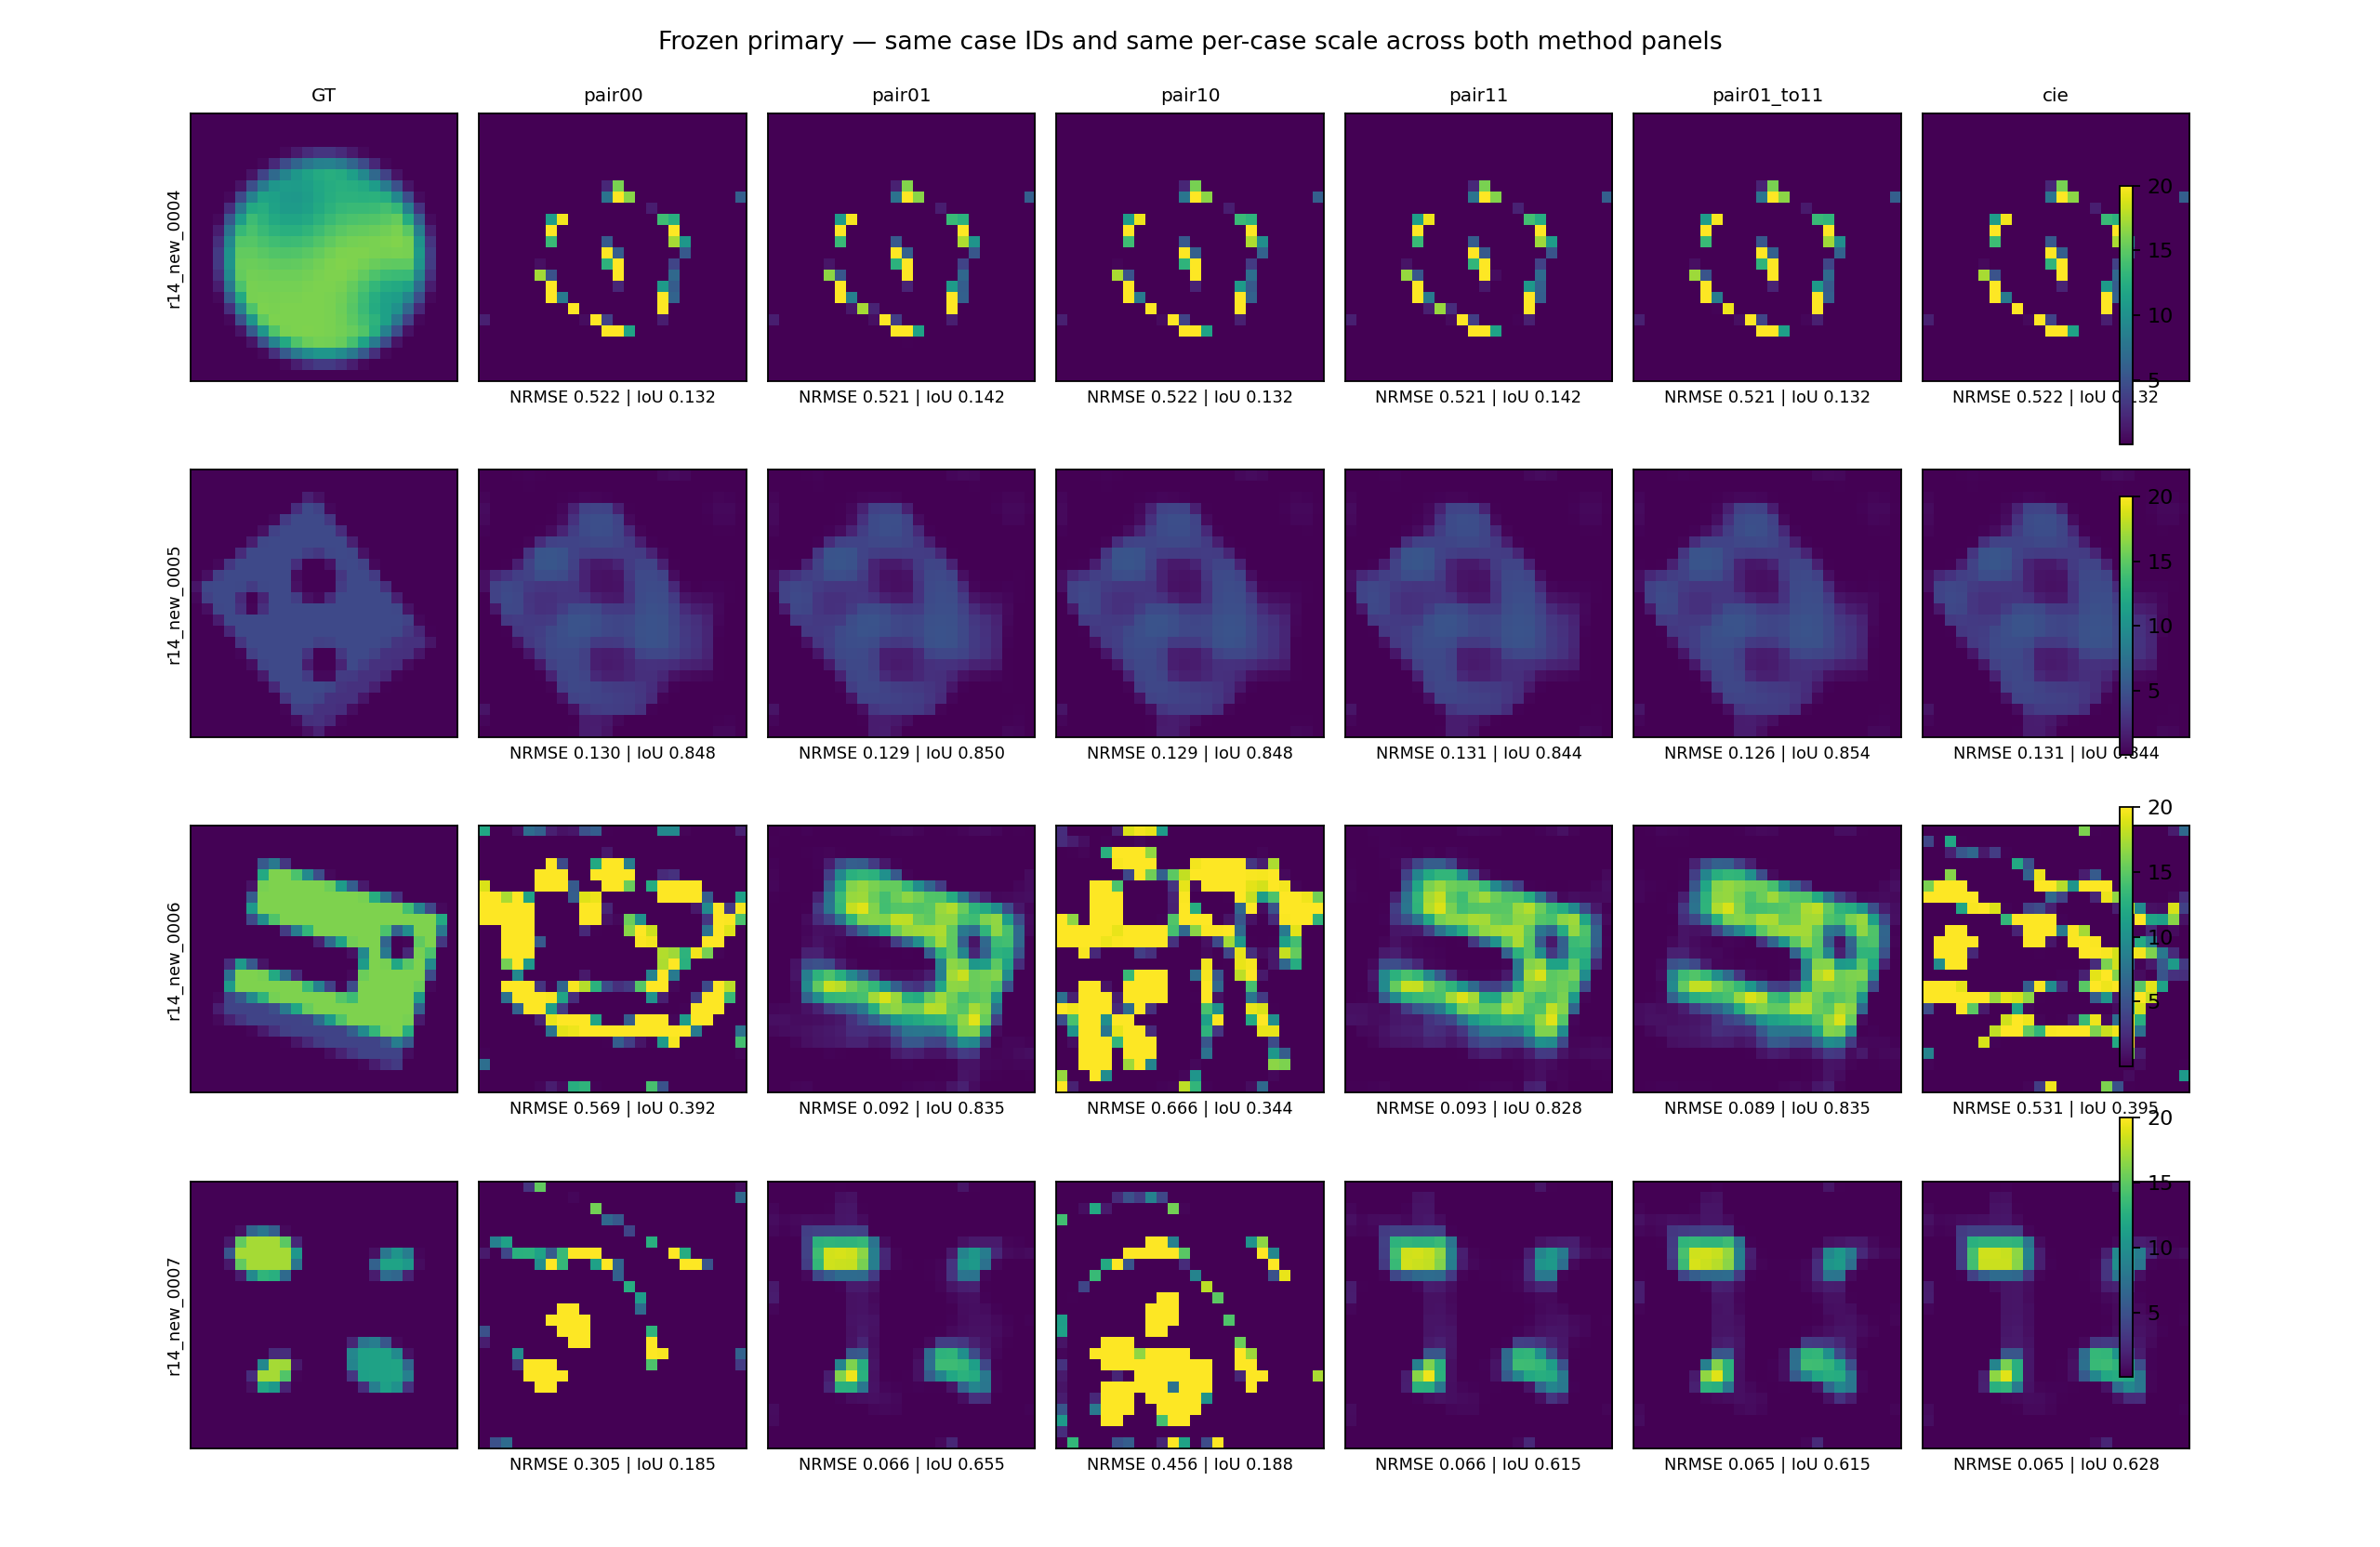 Frozen primary — same case IDs and same per-case scale across both method panels
GT pair00 pair01 pair10 pair11 pair01_to11 cie
r14_new_0004
20
15
10
5
NRMSE 0.522 | IoU 0.132 NRMSE 0.521 | IoU 0.142 NRMSE 0.522 | IoU 0.132 NRMSE 0.521 | IoU 0.142 NRMSE 0.521 | IoU 0.132 NRMSE 0.522 | IoU 0.132
r14_new_0005
20
15
10
5
NRMSE 0.130 | IoU 0.848 NRMSE 0.129 | IoU 0.850 NRMSE 0.129 | IoU 0.848 NRMSE 0.131 | IoU 0.844 NRMSE 0.126 | IoU 0.854 NRMSE 0.131 | IoU 0.844
r14_new_0006
20
15
10
5
NRMSE 0.569 | IoU 0.392 NRMSE 0.092 | IoU 0.835 NRMSE 0.666 | IoU 0.344 NRMSE 0.093 | IoU 0.828 NRMSE 0.089 | IoU 0.835 NRMSE 0.531 | IoU 0.395
r14_new_0007
20
15
10
5
NRMSE 0.305 | IoU 0.185 NRMSE 0.066 | IoU 0.655 NRMSE 0.456 | IoU 0.188 NRMSE 0.066 | IoU 0.615 NRMSE 0.065 | IoU 0.615 NRMSE 0.065 | IoU 0.628